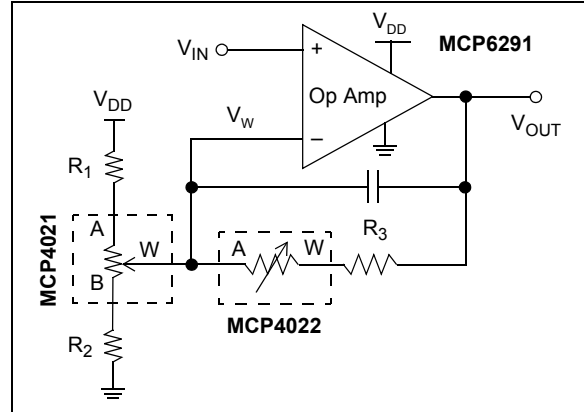 V_DD
MCP6291
V_IN
+
Op Amp
V_DD
V_W
–
V_OUT
R_1
A
W
B
MCP4021
A
W
R_3
MCP4022
R_2